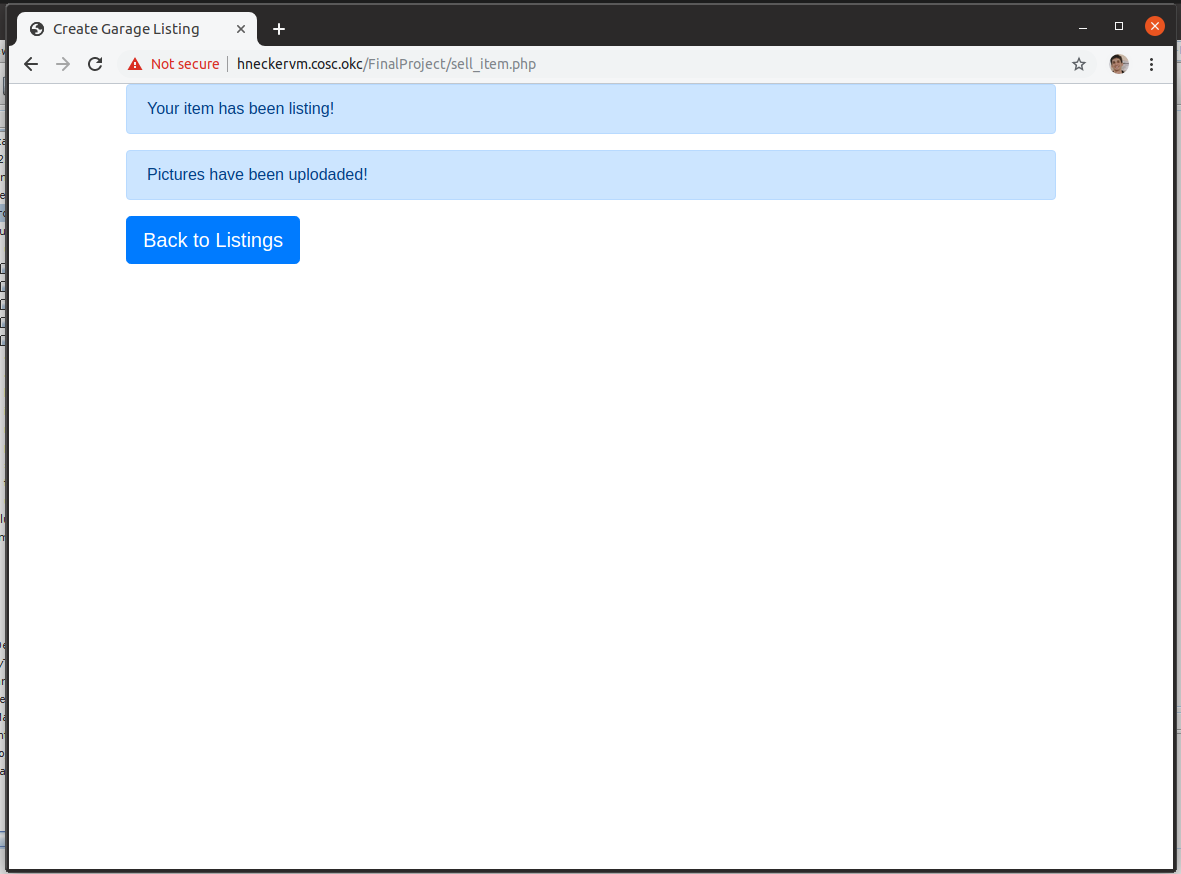 Create Garage Listing
Not secure hneckervm.cosc.okc/FinalProject/sell_item.php
Your item has been listing!
Pictures have been uplodaded!
Back to Listings